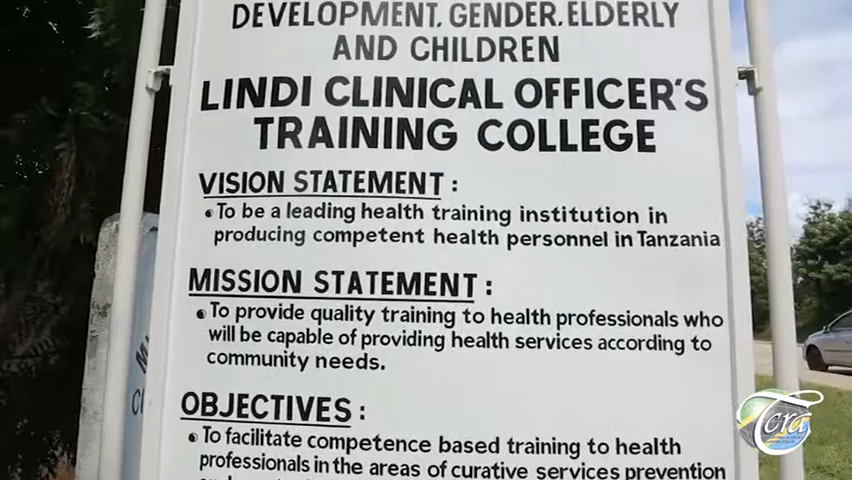 DEVELOPMENT, GENDER, ELDERLY
AND CHILDREN
LINDI CLINICAL OFFICER'S
TRAINING COLLEGE
VISION STATEMENT :
To be a leading health training institution in
producing competent health personnel in Tanzania
MISSION STATEMENT :
To provide quality training to health professionals who
will be capable of providing health services according to
community needs.
OBJECTIVES :
To facilitate competence based training to health
professionals in the areas of curative services prevention
Tcra